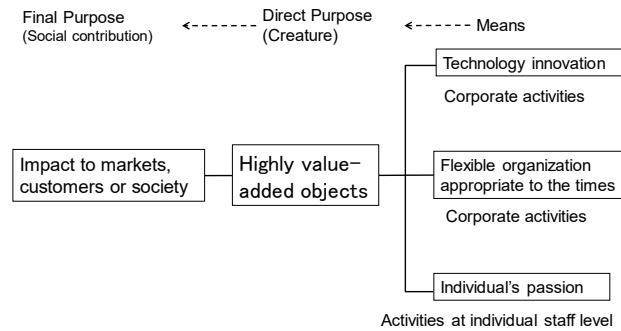 Final Purpose
(Social contribution)
Direct Purpose
(Creature)
Means
Technology innovation
Corporate activities
Impact to markets,
customers or society
Highly value-
added objects
Flexible organization
appropriate to the times
Corporate activities
Individual's passion
Activities at individual staff level